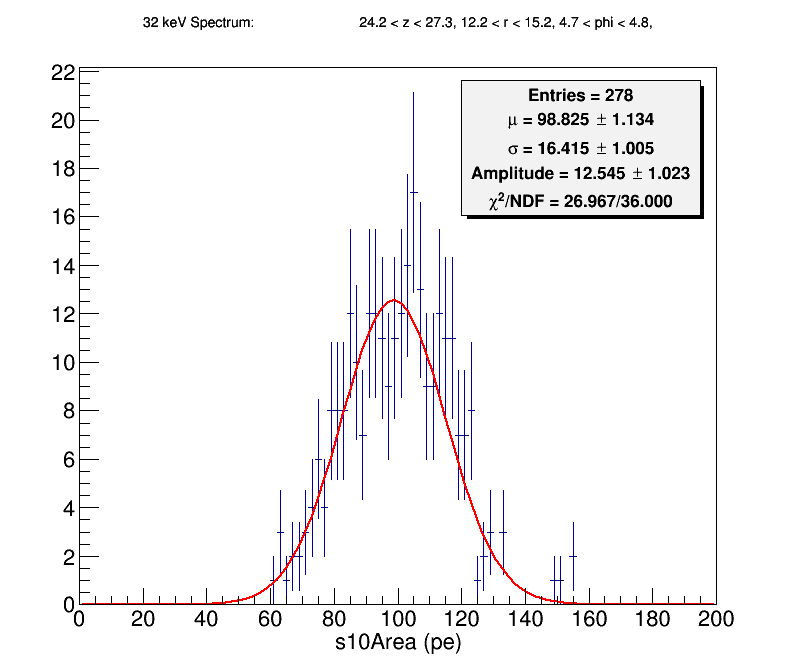 32 keV Spectrum: 24.2 < z < 27.3, 12.2 < r < 15.2, 4.7 < phi < 4.8,
Entries = 278
μ = 98.825 ± 1.134
σ = 16.415 ± 1.005
Amplitude = 12.545 ± 1.023
χ²/NDF = 26.967/36.000
22
20
18
16
14
12
10
8
6
4
2
0
0 20 40 60 80 100 120 140 160 180 200
s10Area (pe)